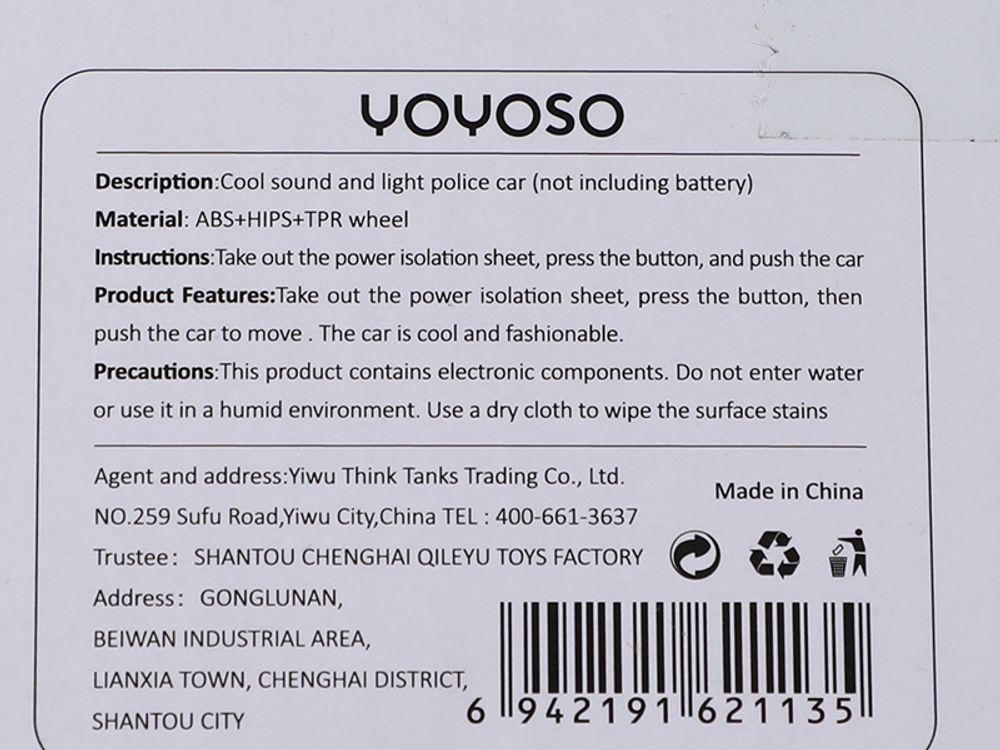 YOYOSO
Description:Cool sound and light police car (not including battery)
Material: ABS+HIPS+TPR wheel
Instructions:Take out the power isolation sheet, press the button, and push the car
Product Features:Take out the power isolation sheet, press the button, then
push the car to move . The car is cool and fashionable.
Precautions:This product contains electronic components. Do not enter water
or use it in a humid environment. Use a dry cloth to wipe the surface stains
Agent and address:Yiwu Think Tanks Trading Co., Ltd.
Made in China
NO.259 Sufu Road,Yiwu City,China TEL : 400-661-3637
Trustee: SHANTOU CHENGHAI QILEYU TOYS FACTORY
Address: GONGLUNAN,
BEIWAN INDUSTRIAL AREA,
LIANXIA TOWN, CHENGHAI DISTRICT,
SHANTOU CITY
6 942191 621135